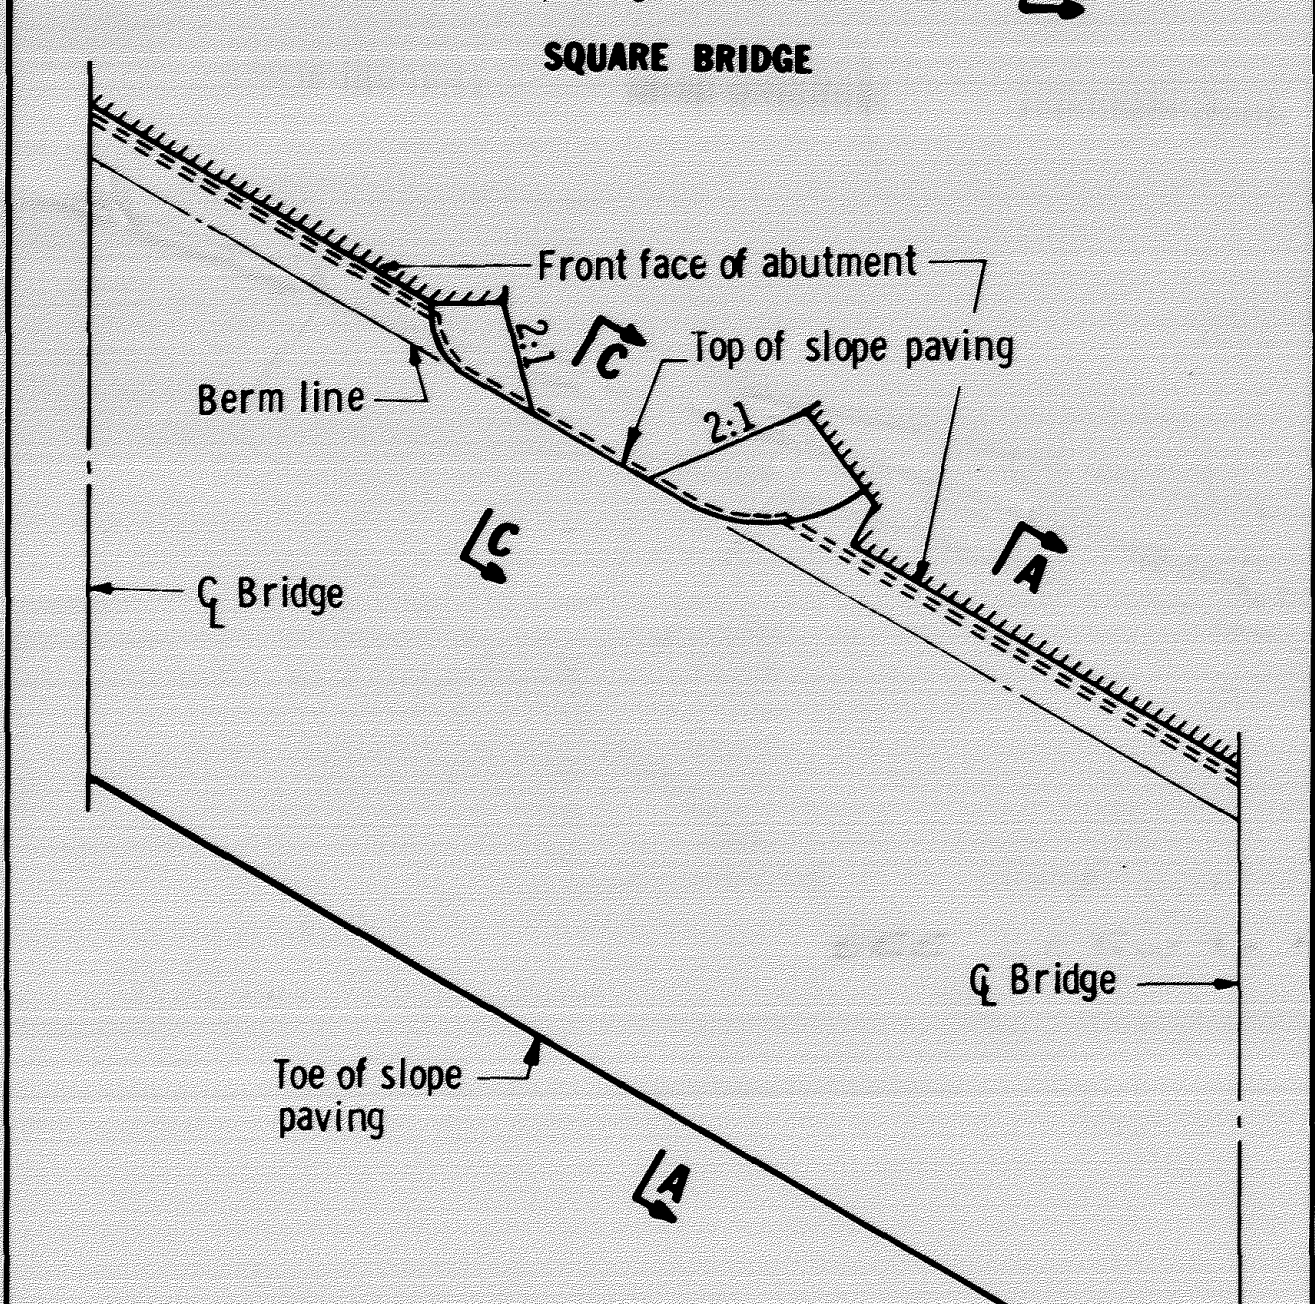 SQUARE BRIDGE
Front face of abutment
2:1
C
Top of slope paving
Berm line
2:1
C
A
℄ Bridge
℄ Bridge
Toe of slope
paving
A